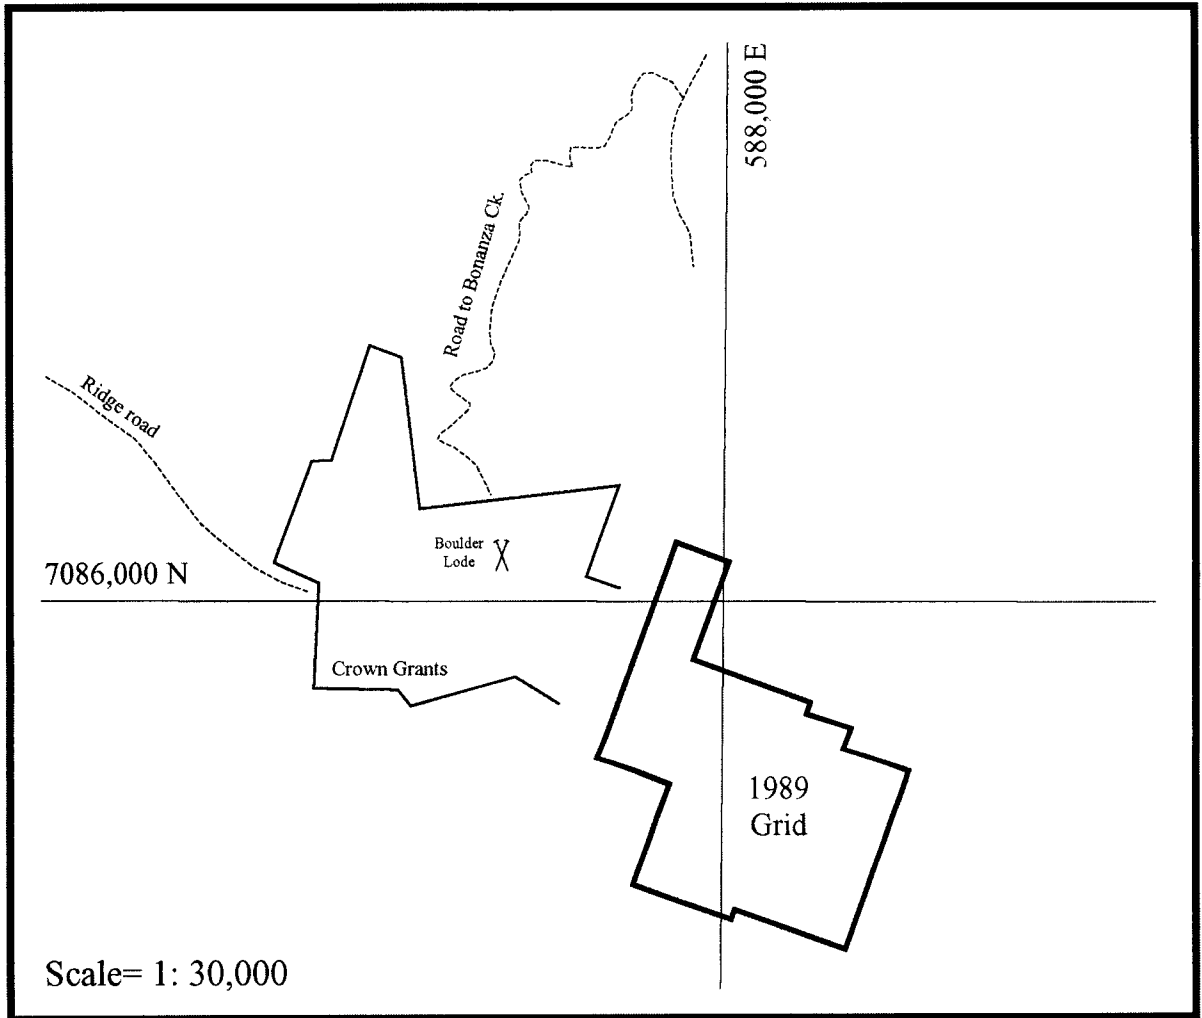 588,000 E
Road to Bonanza Ck.
Ridge road
Boulder
Lode
7086,000 N
Crown Grants
1989
Grid
Scale= 1: 30,000